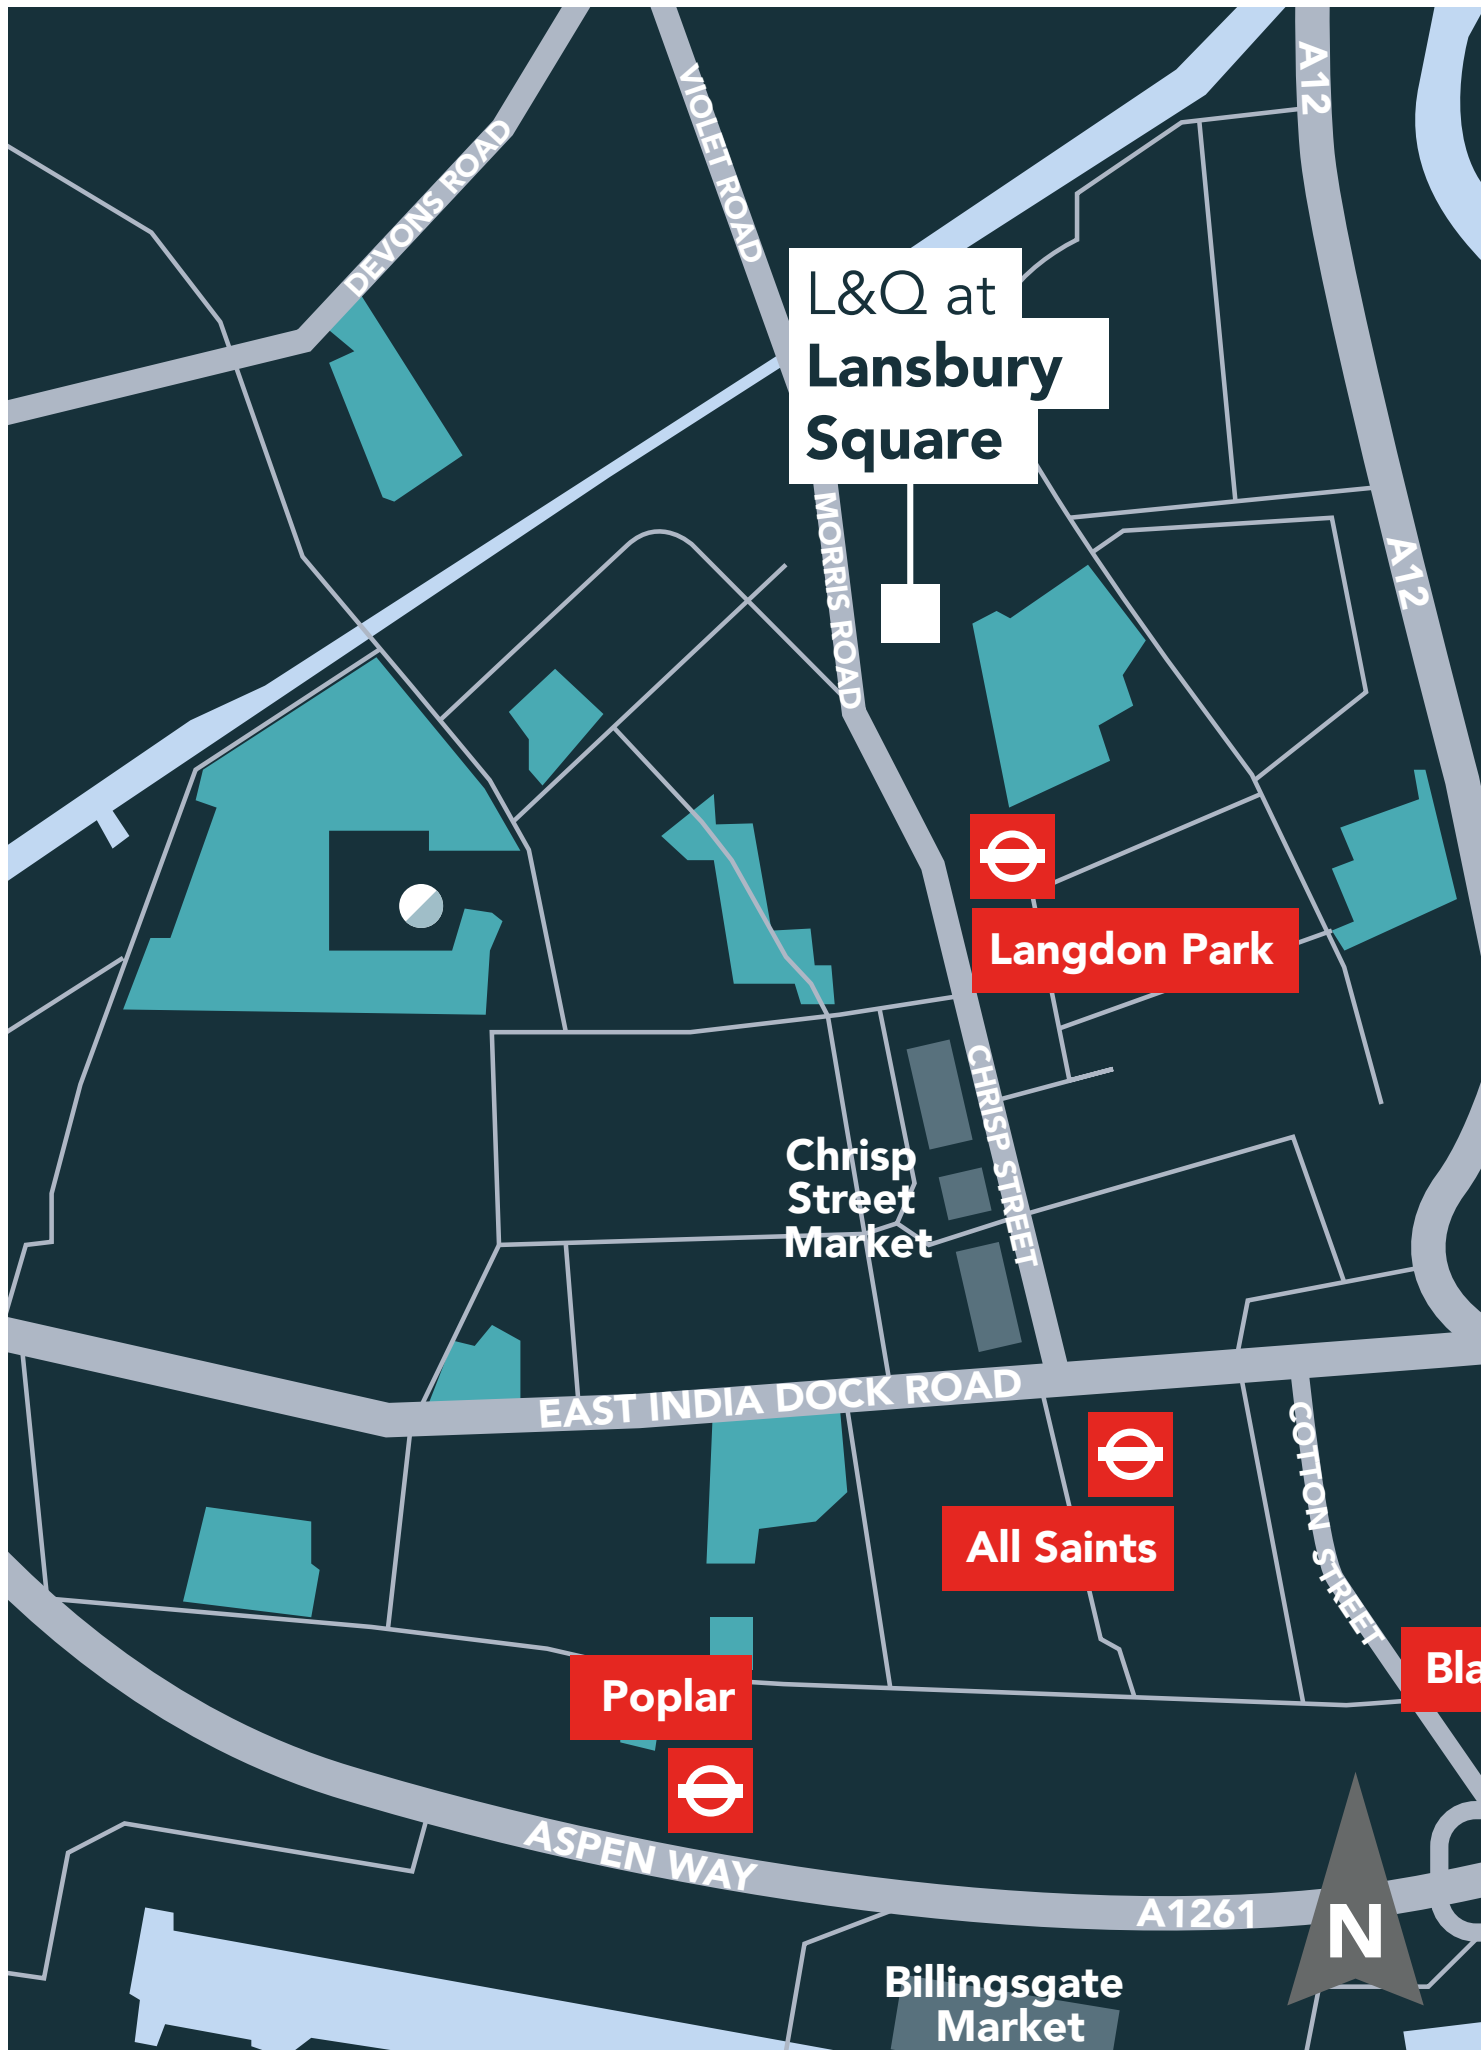 A12
VIOLET ROAD
DEVONS ROAD
L&Q at
Lansbury
Square
MORRIS ROAD
A12
Langdon Park
CHRISP STREET
Chrisp
Street
Market
EAST INDIA DOCK ROAD
COTTON STREET
All Saints
Bla
Poplar
ASPEN WAY
A1261
N
Billingsgate
Market